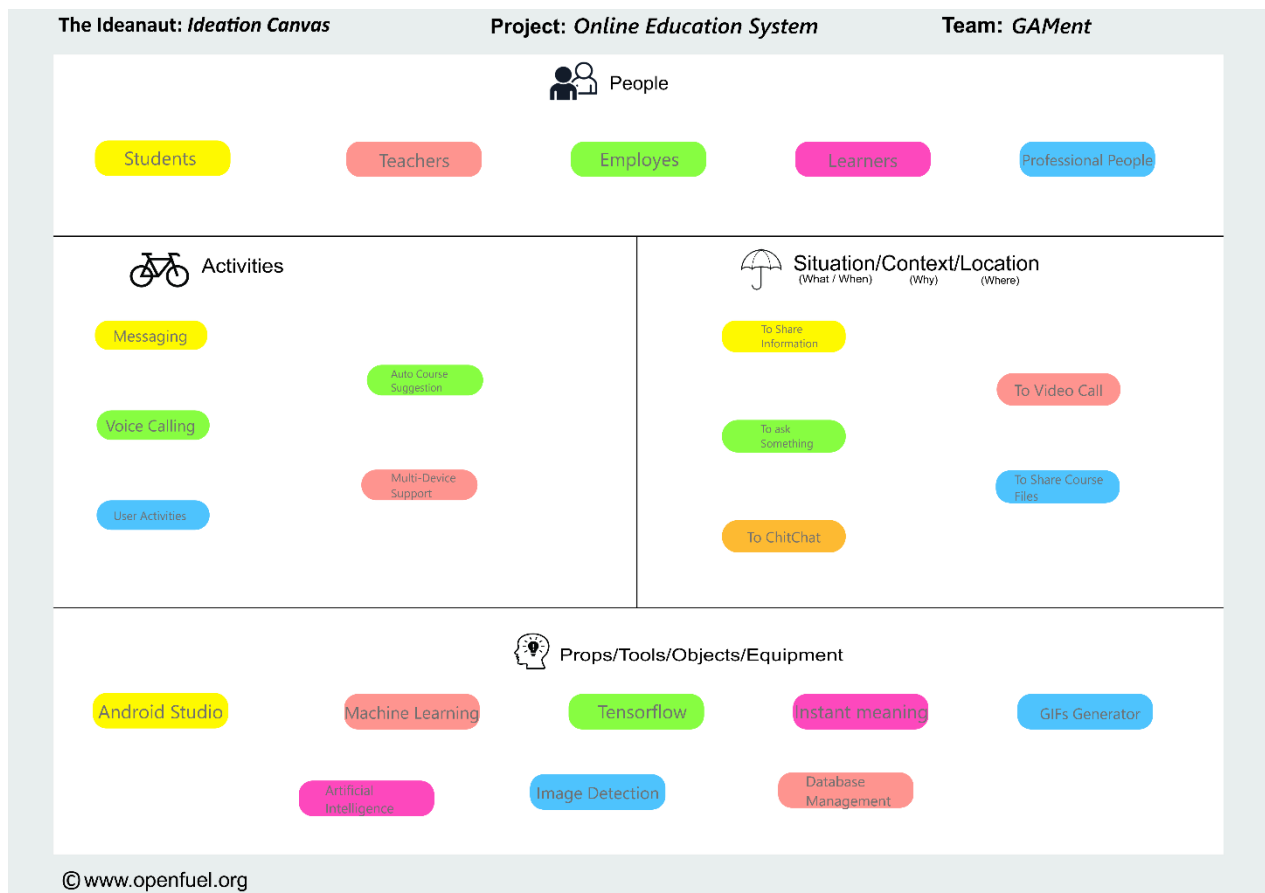 The Ideanaut: Ideation Canvas Project: Online Education System Team: GAMent
People
Students Teachers Employes Learners Professional People
Activities
Messaging
Auto Course
Suggestion
Voice Calling
Multi-Device
Support
User Activities
Situation/Context/Location
(What / When) (Why) (Where)
To Share
Information
To Video Call
To ask
Something
To Share Course
Files
To ChitChat
Props/Tools/Objects/Equipment
Android Studio Machine Learning Tensorflow Instant meaning GIFs Generator
Artificial
Intelligence
Image Detection
Database
Management
© www.openfuel.org